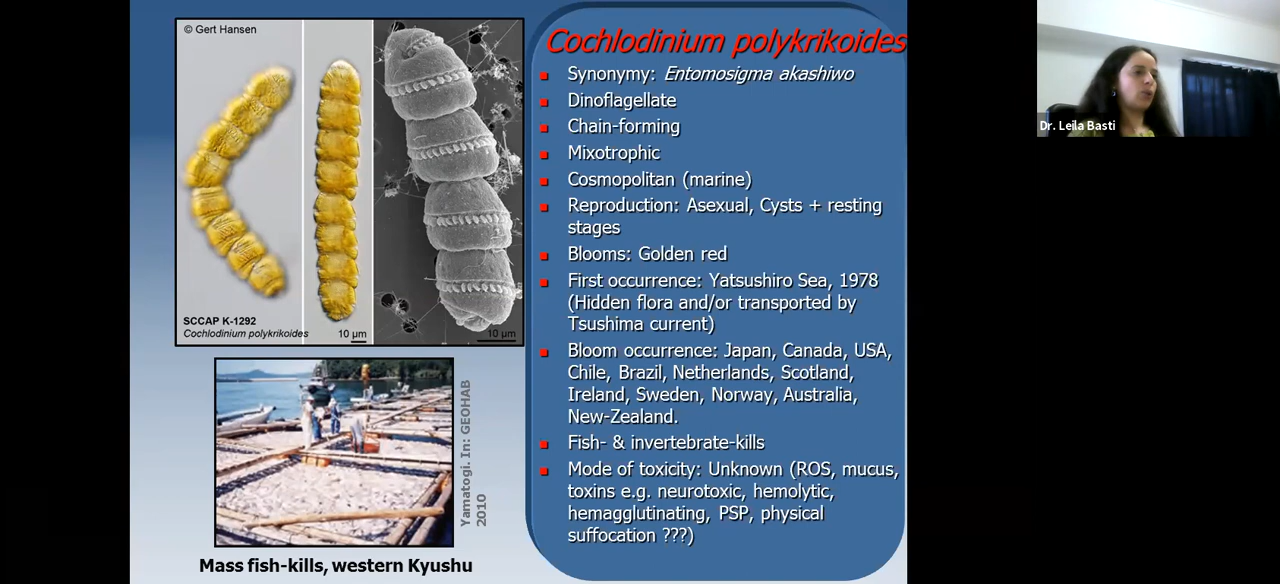 © Gert Hansen
SCCAP K-1292
Cochlodinium polykrikoides
10 µm
10 µm
Yamatogi. In: GEOHAB
2010
Mass fish-kills, western Kyushu
Cochlodinium polykrikoides
Synonymy: Entomosigma akashiwo
Dinoflagellate
Chain-forming
Mixotrophic
Cosmopolitan (marine)
Reproduction: Asexual, Cysts + resting
stages
Blooms: Golden red
First occurrence: Yatsushiro Sea, 1978
(Hidden flora and/or transported by
Tsushima current)
Bloom occurrence: Japan, Canada, USA,
Chile, Brazil, Netherlands, Scotland,
Ireland, Sweden, Norway, Australia,
New-Zealand.
Fish- & invertebrate-kills
Mode of toxicity: Unknown (ROS, mucus,
toxins e.g. neurotoxic, hemolytic,
hemagglutinating, PSP, physical
suffocation ???)
Dr. Leila Basti